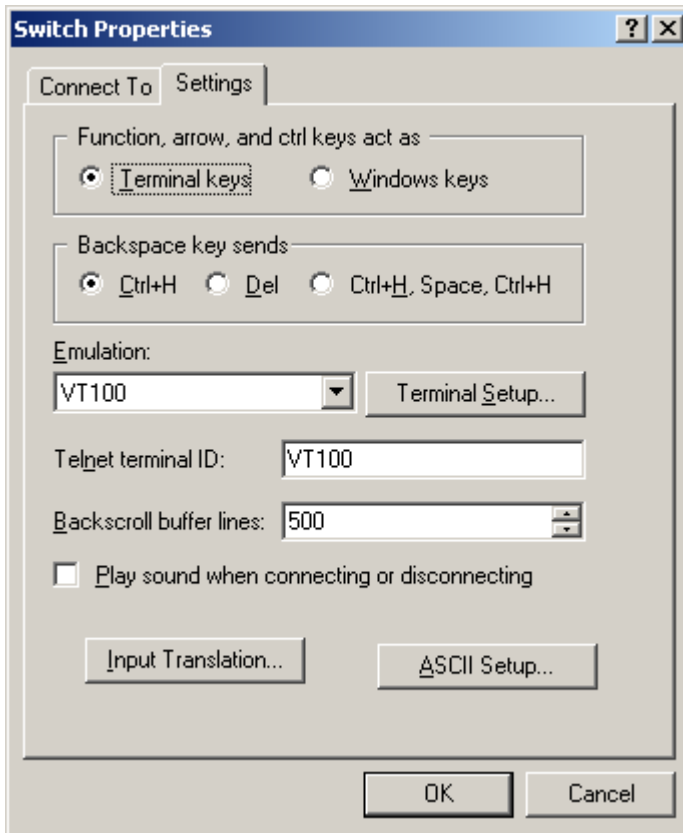 Switch Properties
Connect To Settings
Function, arrow, and ctrl keys act as
Terminal keys Windows keys
Backspace key sends
Ctrl+H Del Ctrl+H, Space, Ctrl+H
Emulation:
VT100 Terminal Setup...
Telnet terminal ID: VT100
Backscroll buffer lines: 500
Play sound when connecting or disconnecting
Input Translation... ASCII Setup...
OK Cancel